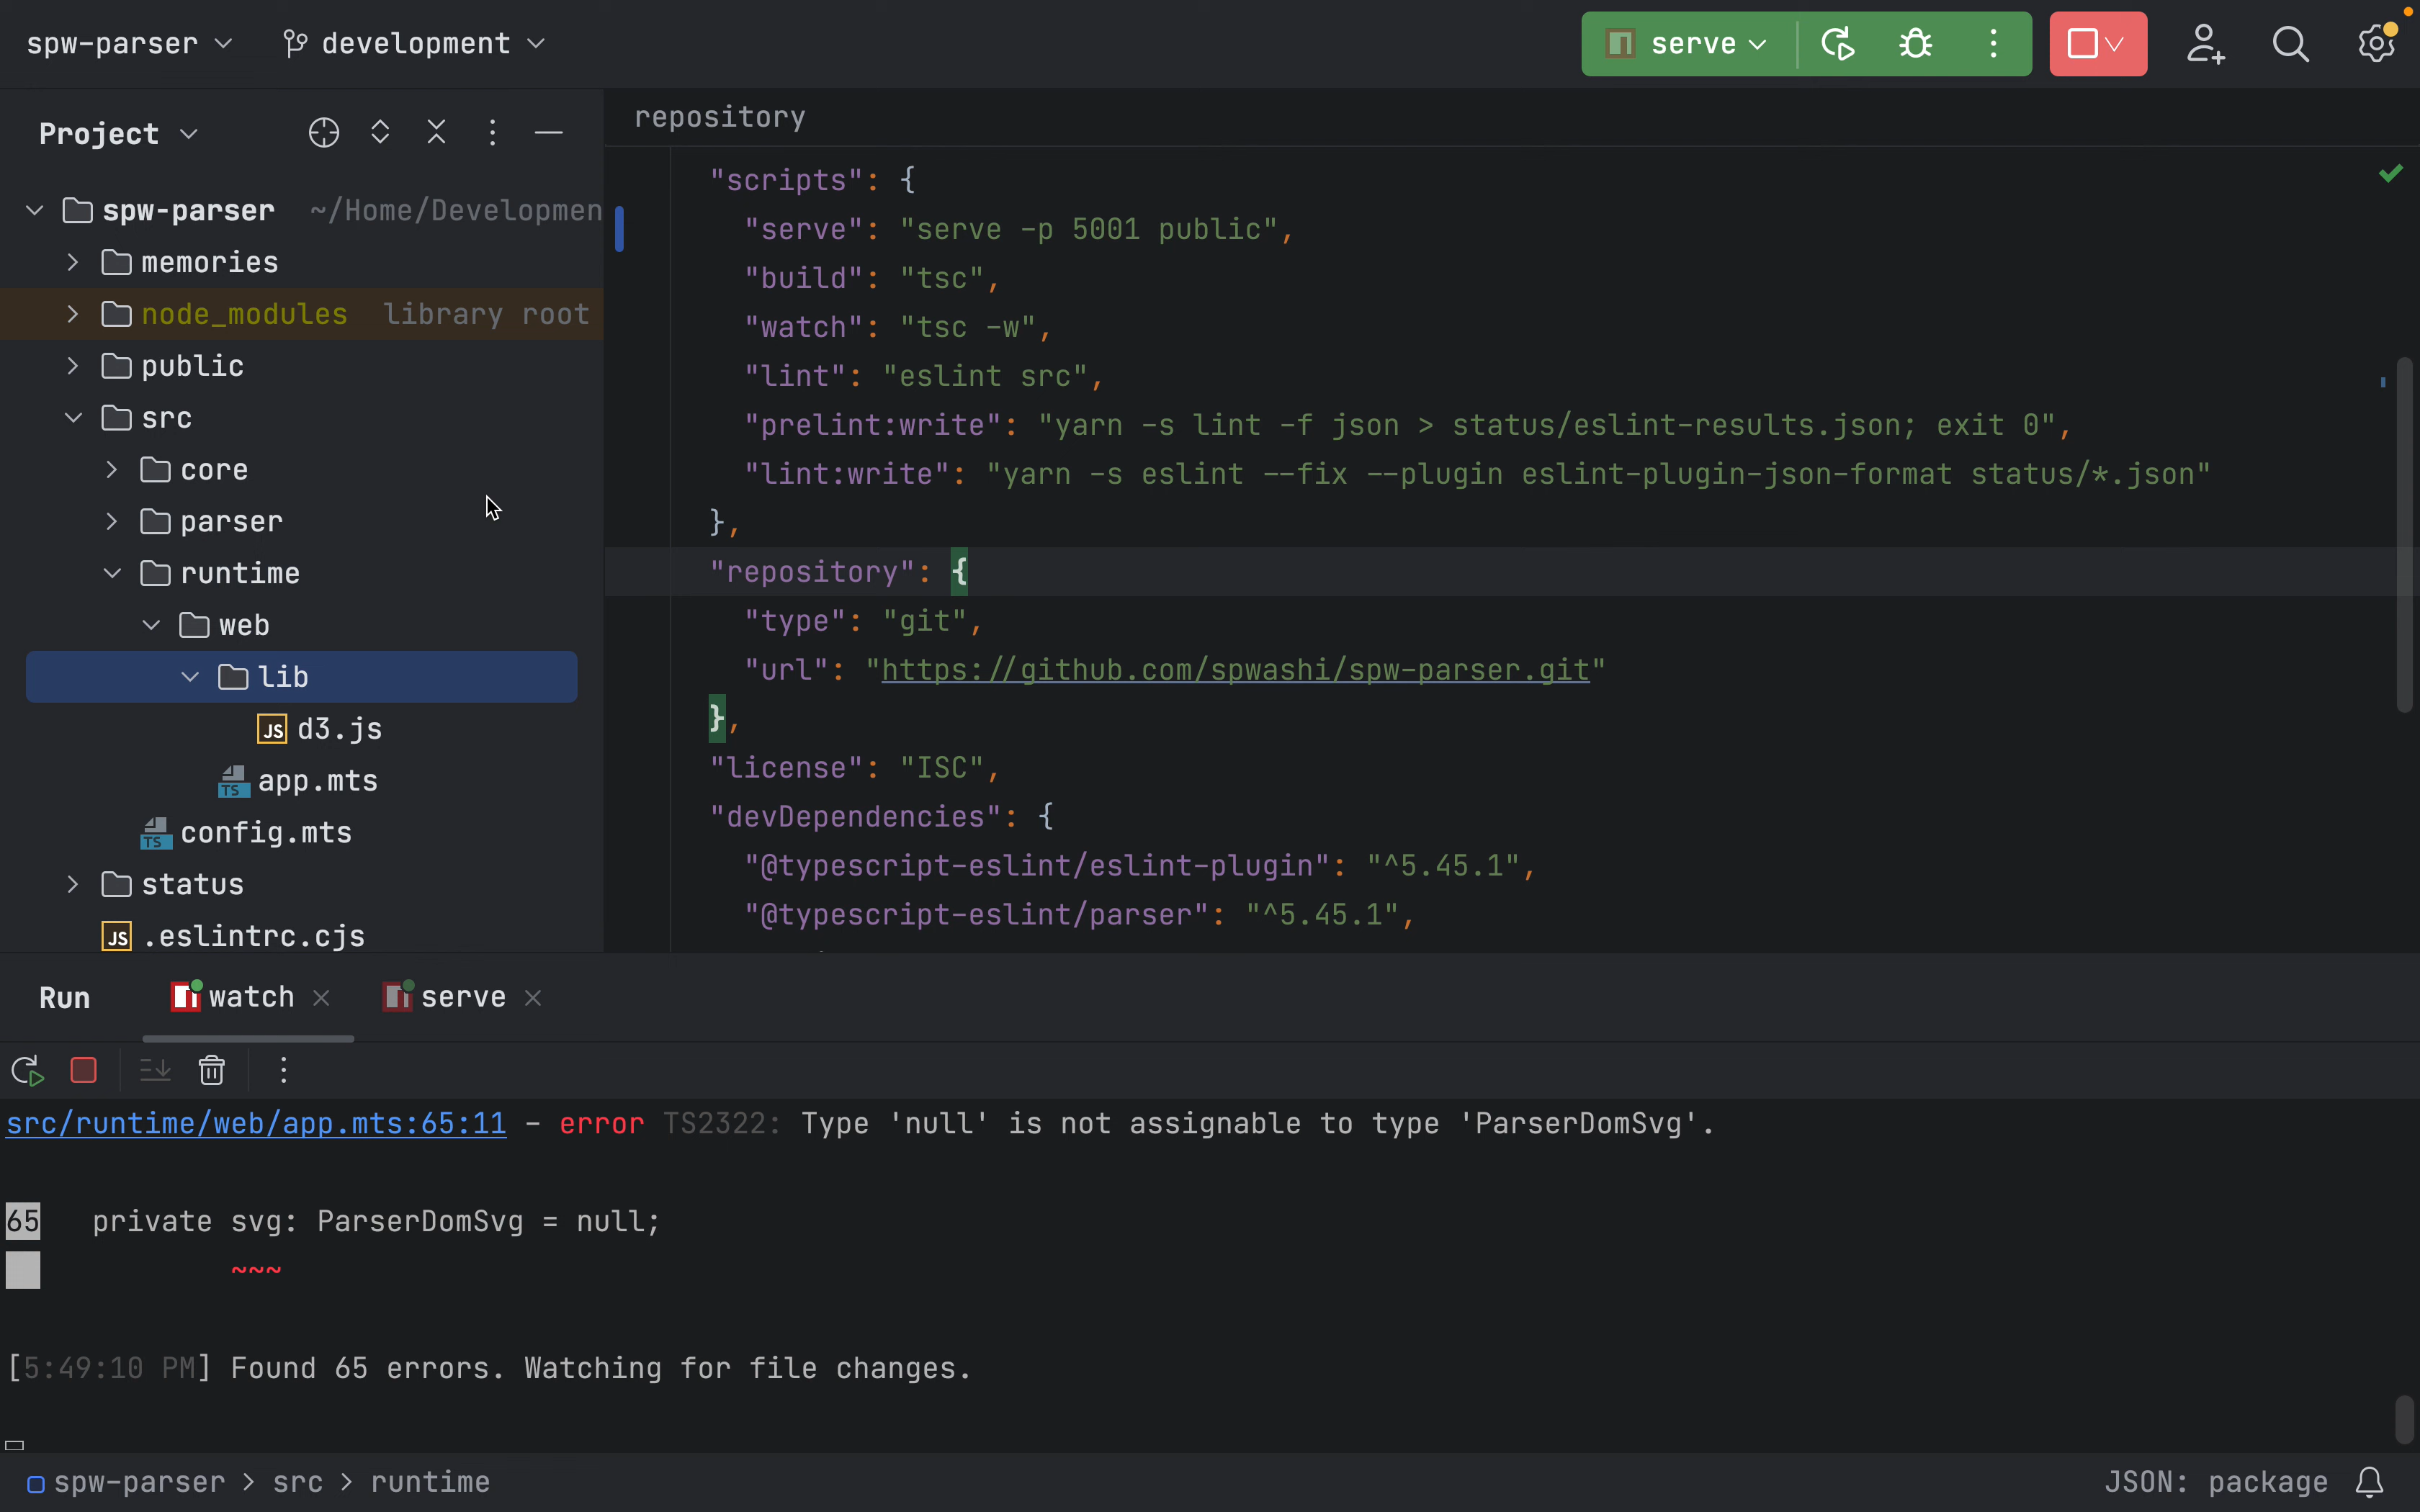 spw-parser
development
serve
Project
repository
spw-parser ~/Home/Developmen
memories
node_modules library root
public
src
core
parser
runtime
web
lib
JS d3.js
TS app.mts
TS config.mts
status
JS .eslintrc.cjs
"scripts": {
"serve": "serve -p 5001 public",
"build": "tsc",
"watch": "tsc -w",
"lint": "eslint src",
"prelint:write": "yarn -s lint -f json > status/eslint-results.json; exit 0",
"lint:write": "yarn -s eslint --fix --plugin eslint-plugin-json-format status/*.json"
},
"repository": {
"type": "git",
"url": "https://github.com/spwashi/spw-parser.git"
},
"license": "ISC",
"devDependencies": {
"@typescript-eslint/eslint-plugin": "^5.45.1",
"@typescript-eslint/parser": "^5.45.1",
Run watch serve
src/runtime/web/app.mts:65:11 - error TS2322: Type 'null' is not assignable to type 'ParserDomSvg'.
65 private svg: ParserDomSvg = null;
~~~
[5:49:10 PM] Found 65 errors. Watching for file changes.
spw-parser > src > runtime
JSON: package